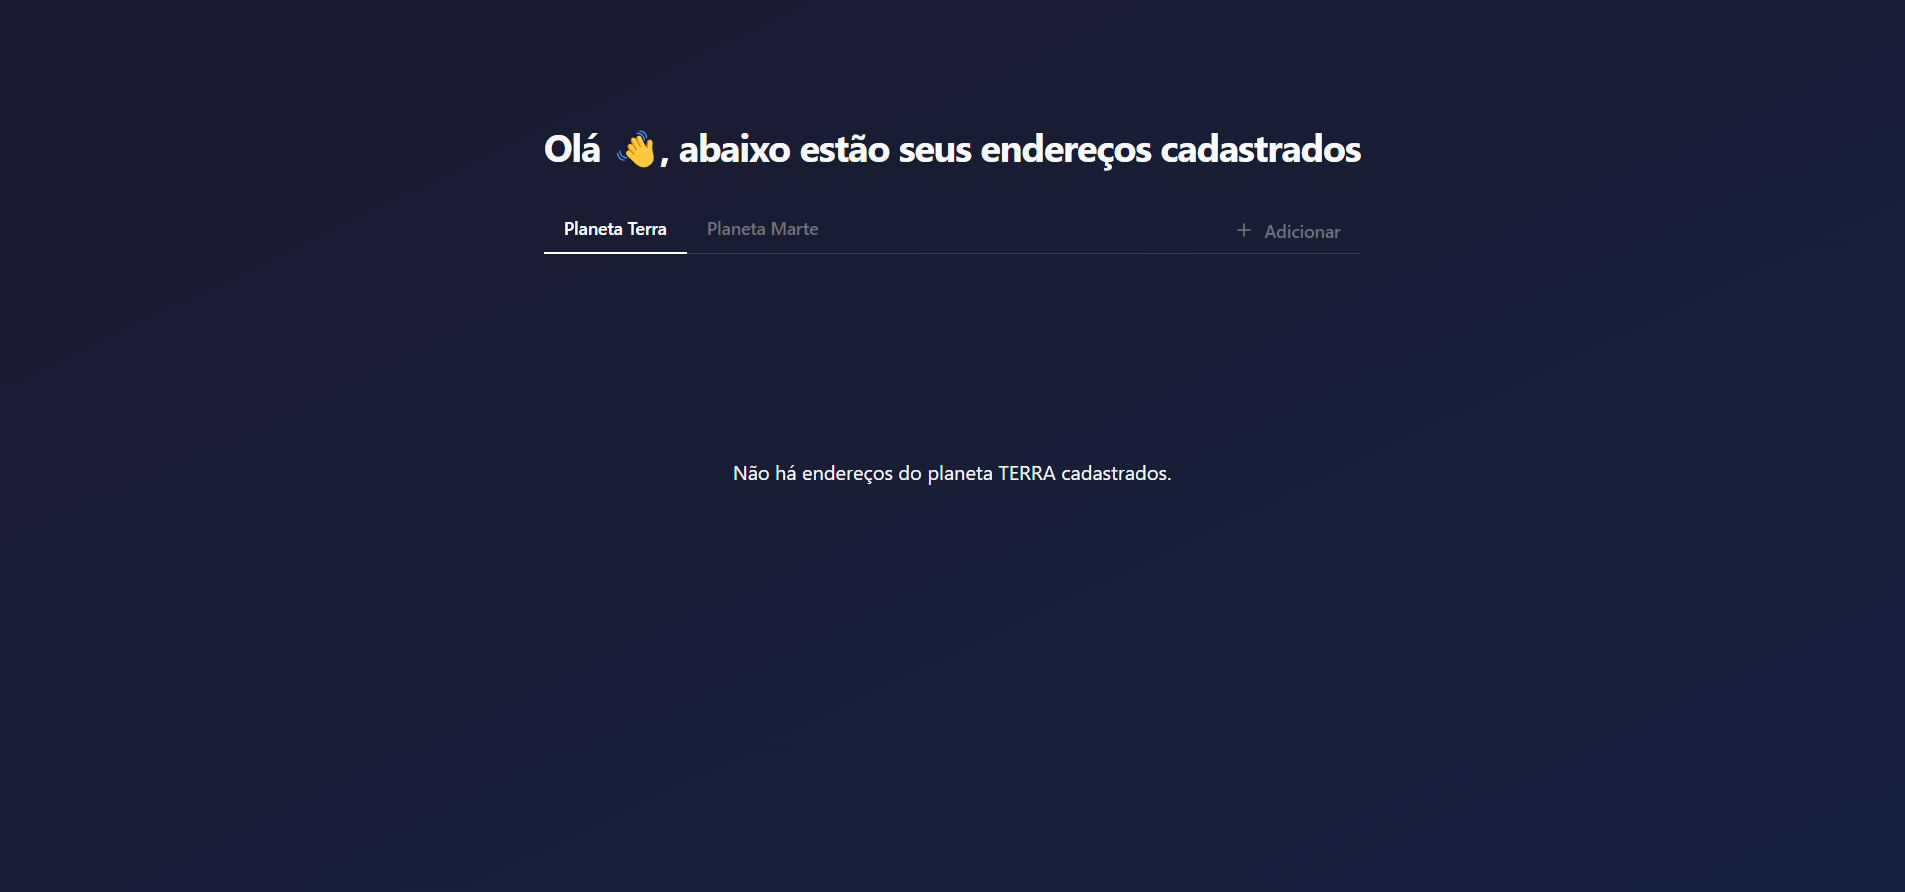 Olá 👋, abaixo estão seus endereços cadastrados
Planeta Terra Planeta Marte + Adicionar
Não há endereços do planeta TERRA cadastrados.